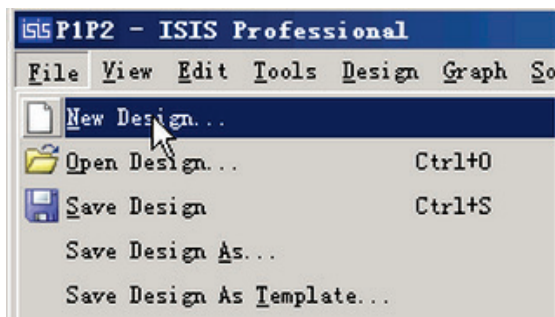 isis P1P2 - ISIS Professional
File View Edit Tools Design Graph So
New Design...
Open Design... Ctrl+O
Save Design Ctrl+S
Save Design As...
Save Design As Template...